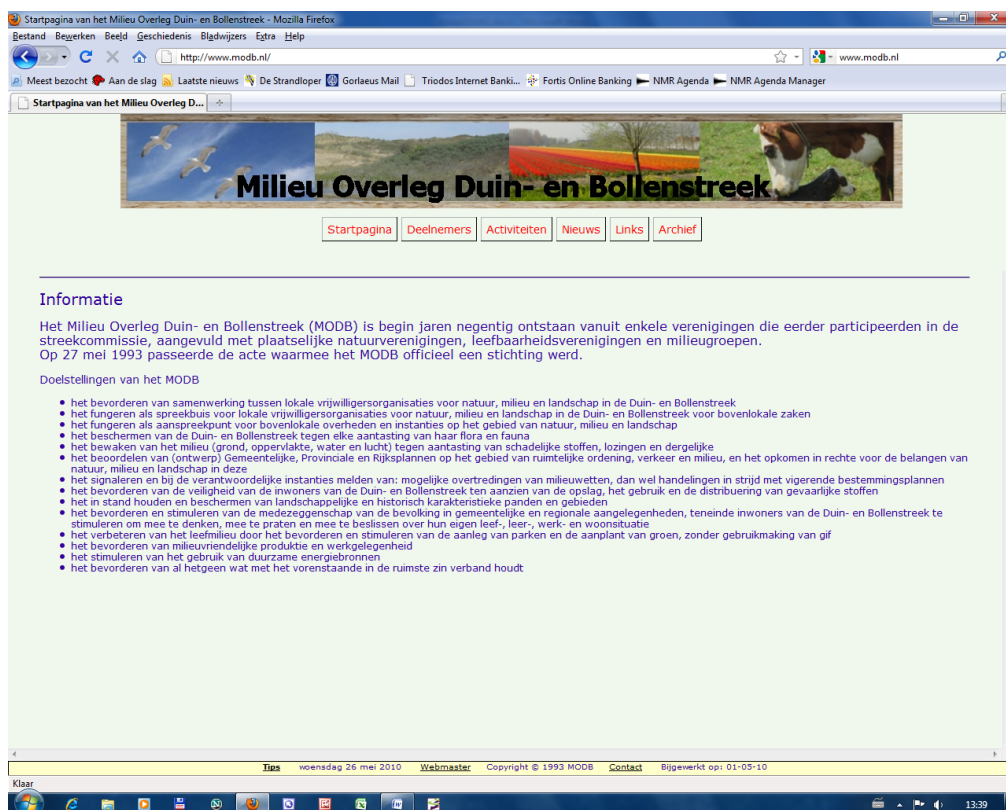 Startpagina van het Milieu Overleg Duin- en Bollenstreek - Mozilla Firefox
Bestand Bewerken Beeld Geschiedenis Bladwijzers Extra Help
http://www.modb.nl/
www.modb.nl
Meest bezocht Aan de slag Laatste nieuws De Strandloper Gorlaeus Mail Triodos Internet Banki... Fortis Online Banking NMR Agenda NMR Agenda Manager
Startpagina van het Milieu Overleg D...
Milieu Overleg Duin- en Bollenstreek
Startpagina Deelnemers Activiteiten Nieuws Links Archief
Informatie
Het Milieu Overleg Duin- en Bollenstreek (MODB) is begin jaren negentig ontstaan vanuit enkele verenigingen die eerder participeerden in de
streekcommissie, aangevuld met plaatselijke natuurverenigingen, leefbaarheidsverenigingen en milieugroepen.
Op 27 mei 1993 passeerde de acte waarmee het MODB officieel een stichting werd.
Doelstellingen van het MODB
het bevorderen van samenwerking tussen lokale vrijwilligersorganisaties voor natuur, milieu en landschap in de Duin- en Bollenstreek
het fungeren als spreekbuis voor lokale vrijwilligersorganisaties voor natuur, milieu en landschap in de Duin- en Bollenstreek voor bovenlokale zaken
het fungeren als aanspreekpunt voor bovenlokale overheden en instanties op het gebied van natuur, milieu en landschap
het beschermen van de Duin- en Bollenstreek tegen elke aantasting van haar flora en fauna
het bewaken van het milieu (grond, oppervlakte, water en lucht) tegen aantasting van schadelijke stoffen, lozingen en dergelijke
het beoordelen van (ontwerp) Gemeentelijke, Provinciale en Rijksplannen op het gebied van ruimtelijke ordening, verkeer en milieu, en het opkomen in rechte voor de belangen van
natuur, milieu en landschap in deze
het signaleren en bij de verantwoordelijke instanties melden van: mogelijke overtredingen van milieuwetten, dan wel handelingen in strijd met vigerende bestemmingsplannen
het bevorderen van de veiligheid van de inwoners van de Duin- en Bollenstreek ten aanzien van de opslag, het gebruik en de distribuering van gevaarlijke stoffen
het in stand houden en beschermen van landschappelijke en historisch karakteristieke panden en gebieden
het bevorderen en stimuleren van de medezeggenschap van de bevolking in gemeentelijke en regionale aangelegenheden, teneinde inwoners van de Duin- en Bollenstreek te
stimuleren om mee te denken, mee te praten en mee te beslissen over hun eigen leef-, leer-, werk- en woonsituatie
het verbeteren van het leefmilieu door het bevorderen en stimuleren van de aanleg van parken en de aanplant van groen, zonder gebruikmaking van gif
het bevorderen van milieuvriendelijke produktie en werkgelegenheid
het stimuleren van het gebruik van duurzame energiebronnen
het bevorderen van al hetgeen wat met het vorenstaande in de ruimste zin verband houdt
Tips woensdag 26 mei 2010 Webmaster Copyright © 1993 MODB Contact Bijgewerkt op: 01-05-10
Klaar
13:39